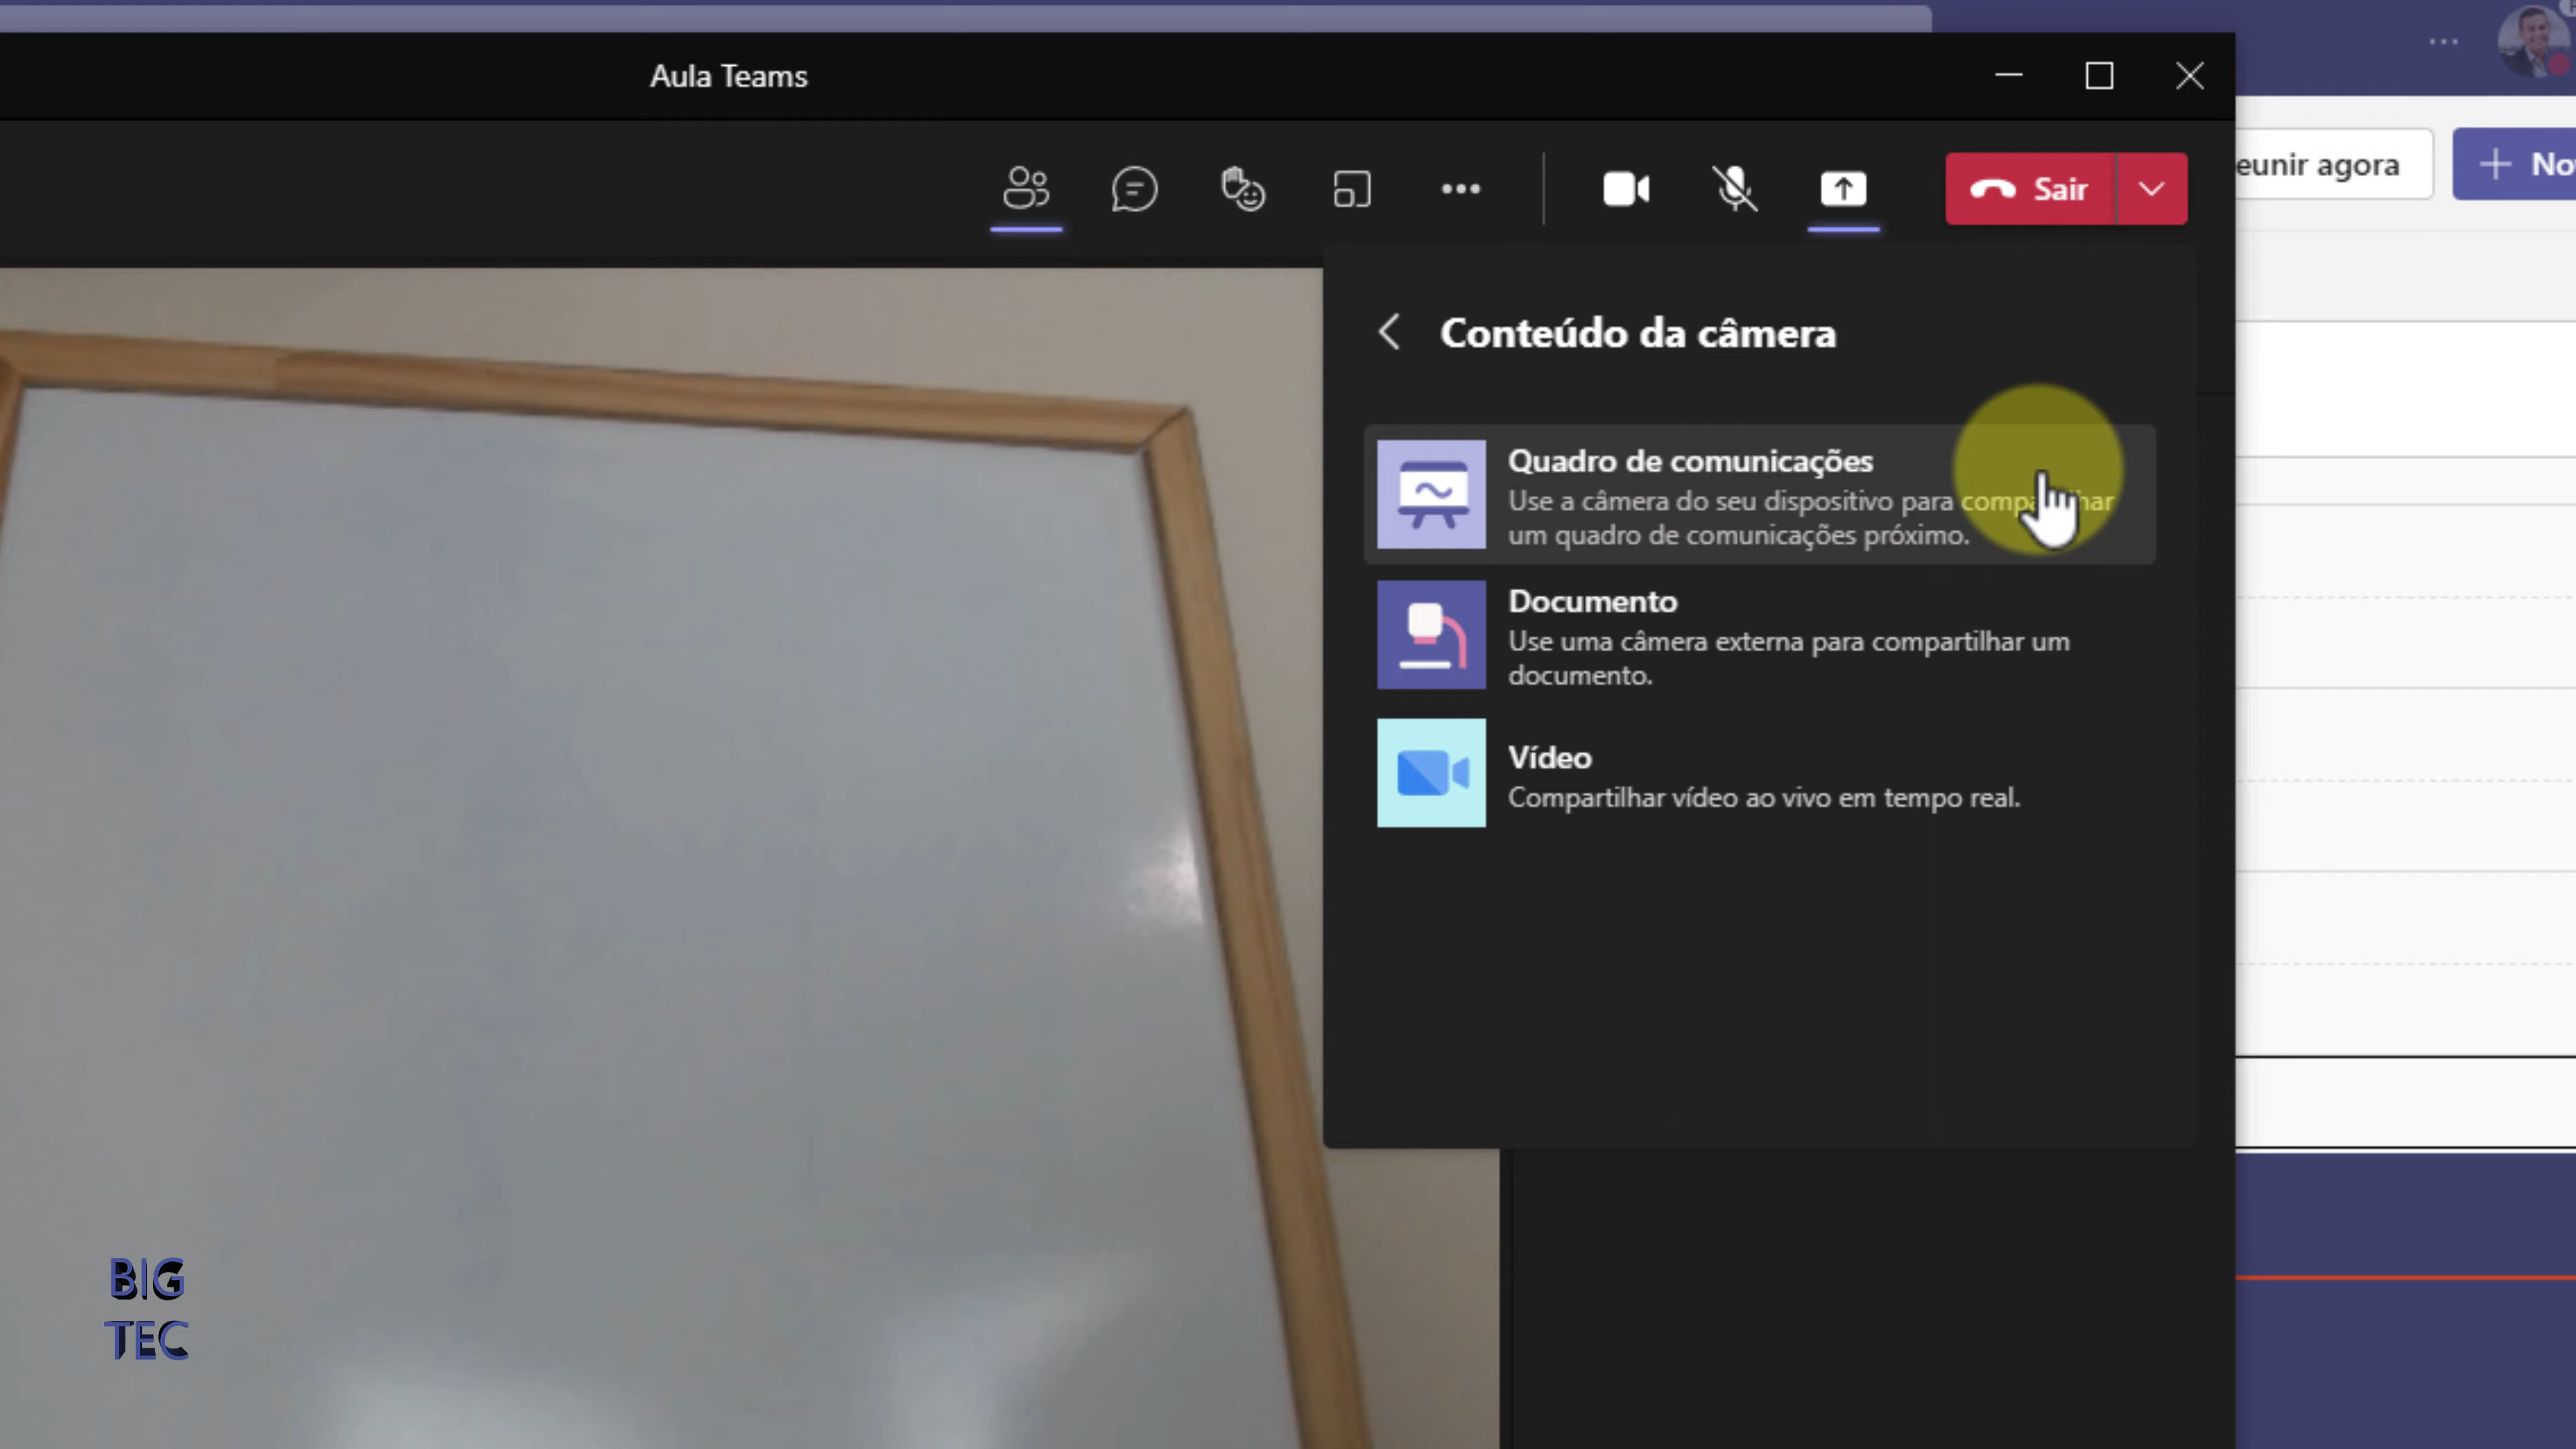 Aula Teams
Sair
eunir agora
Conteúdo da câmera
Quadro de comunicações
Use a câmera do seu dispositivo para
um quadro de comunicações próximo.
Documento
Use uma câmera externa para compartilhar um
documento.
Vídeo
Compartilhar vídeo ao vivo em tempo real.
BIG
TEC